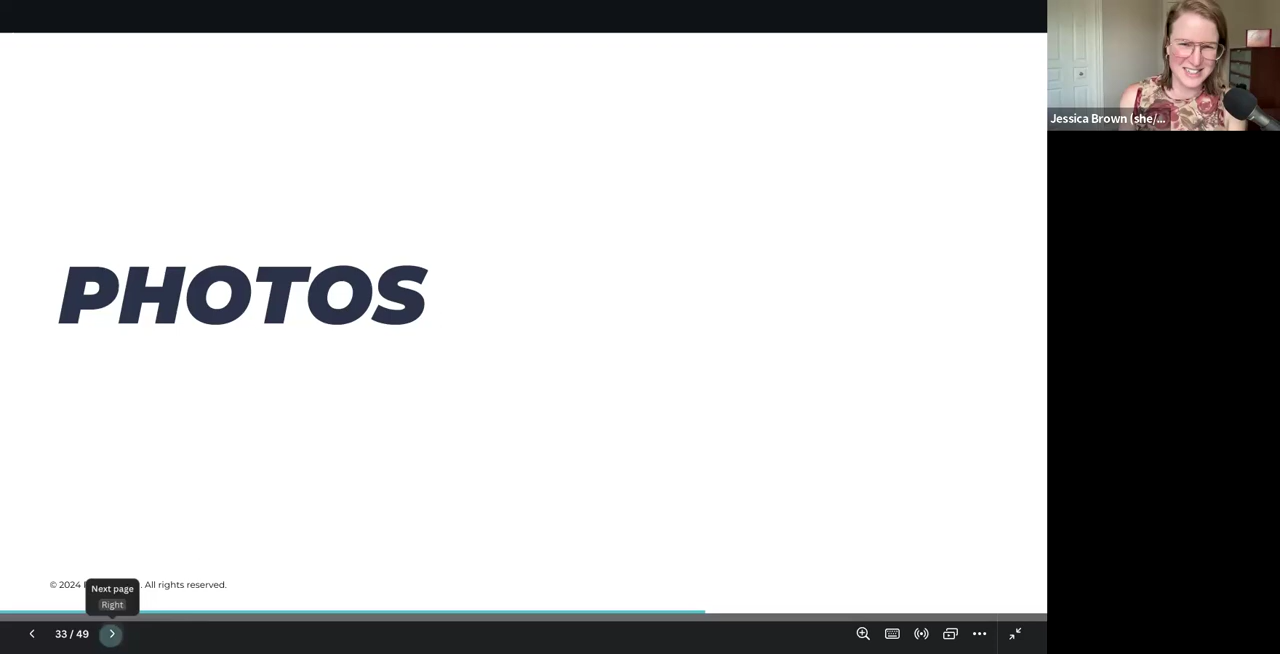 Jessica Brown (she/...
PHOTOS
© 2024 All rights reserved.
Next page
Right
33 / 49